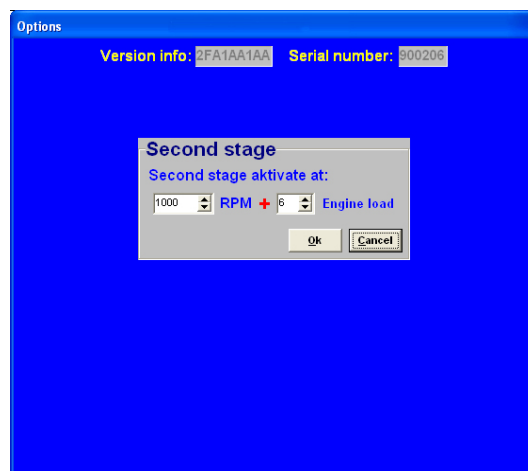 Options
Version info: 2FA1AA1AA Serial number: 900206
Second stage
Second stage aktivate at:
1000 RPM + 6 Engine load
Ok Cancel